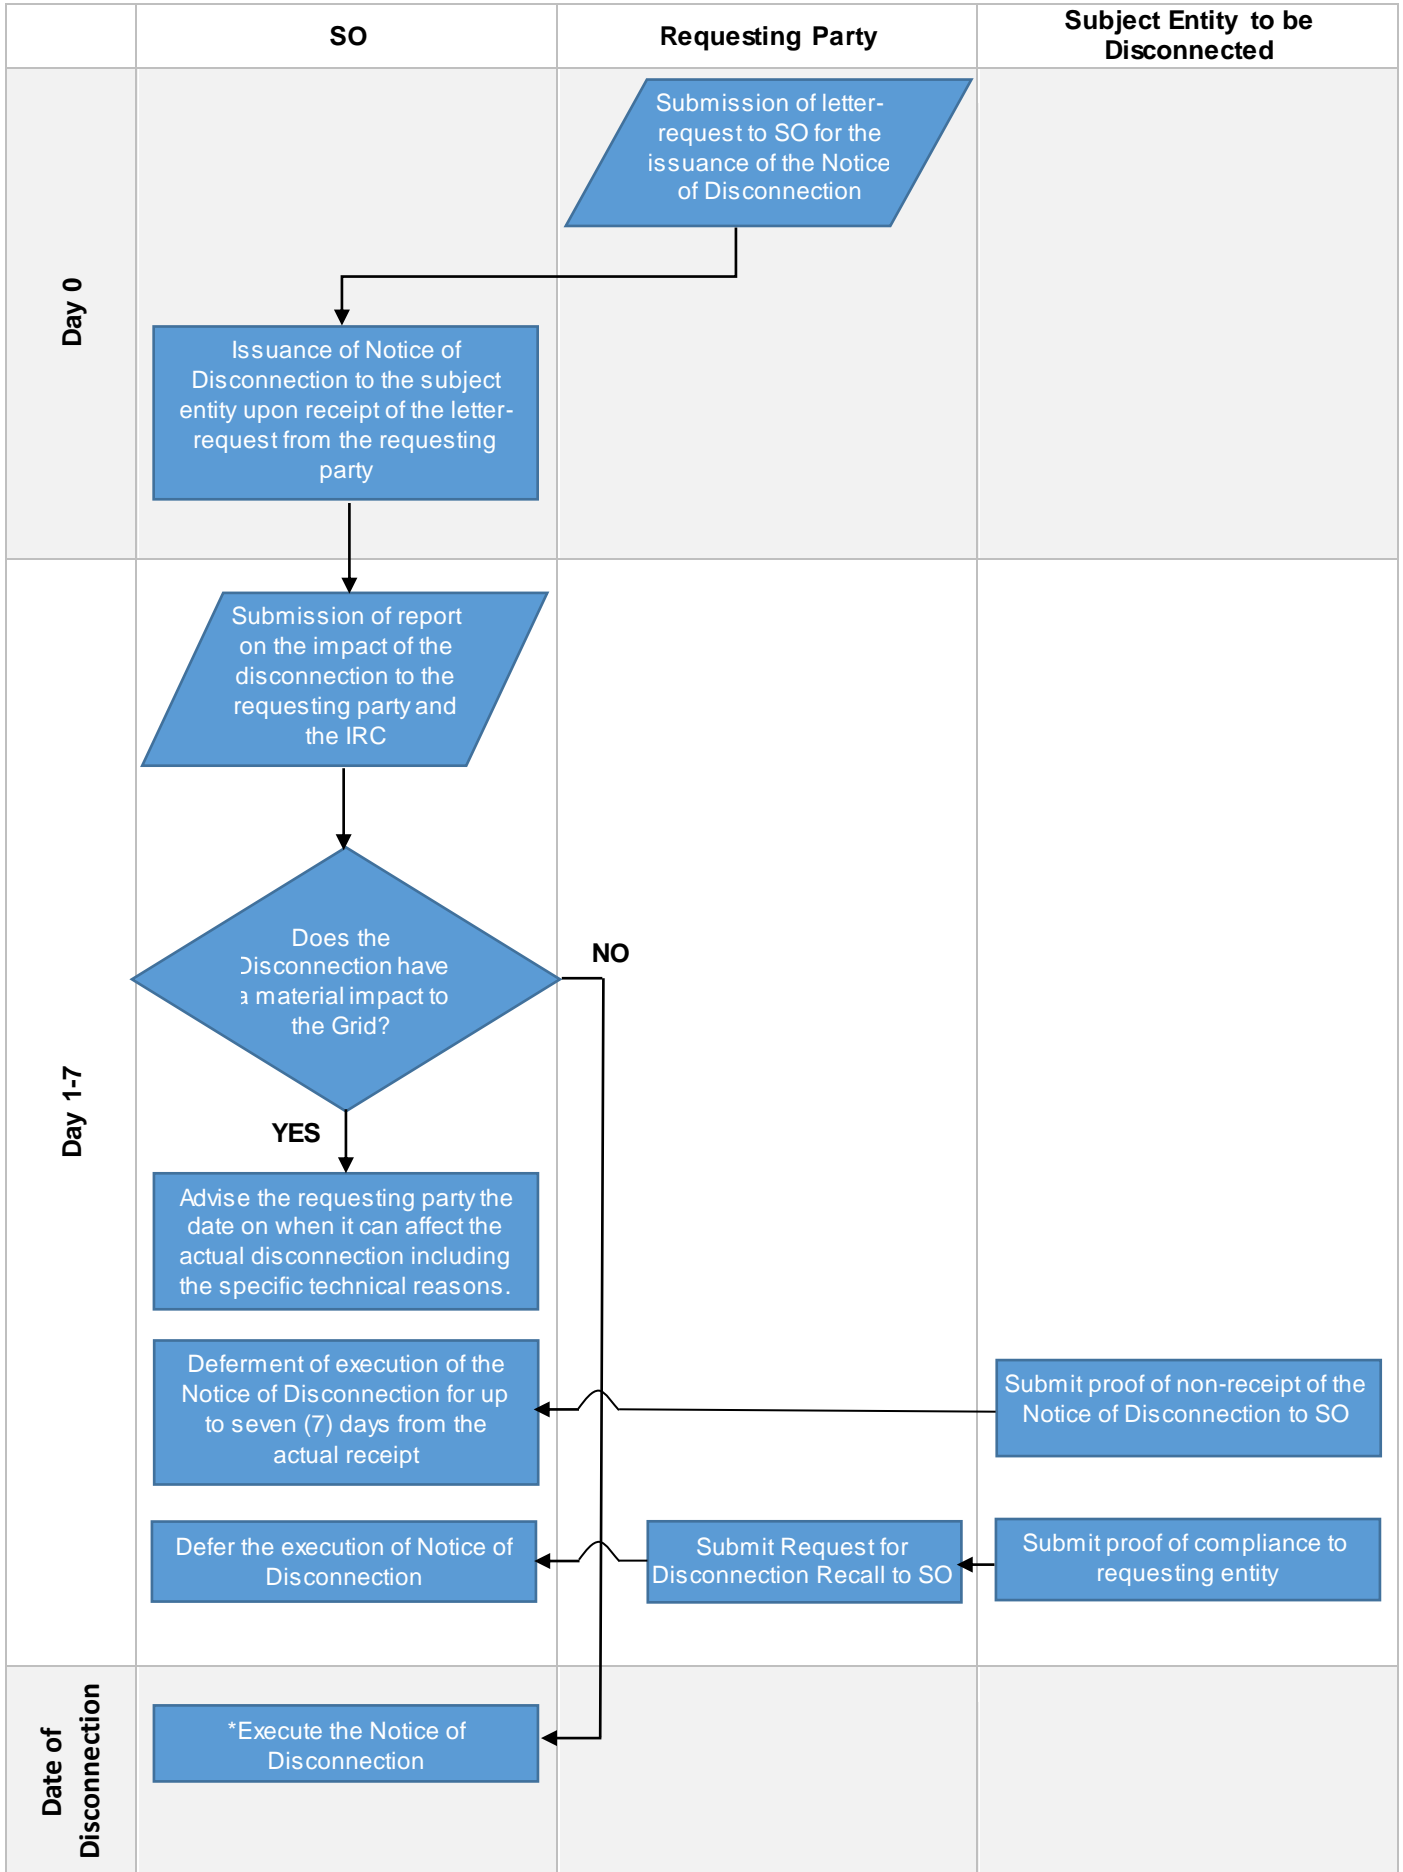 SO
Requesting Party
Subject Entity to be
Disconnected
Day 0
Submission of letter-
request to SO for the
issuance of the Notice
of Disconnection
Issuance of Notice of
Disconnection to the subject
entity upon receipt of the letter-
request from the requesting
party
Day 1-7
Submission of report
on the impact of the
disconnection to the
requesting party and
the IRC
Does the
Disconnection have
a material impact to
the Grid?
NO
YES
Advise the requesting party the
date on when it can affect the
actual disconnection including
the specific technical reasons.
Deferment of execution of the
Notice of Disconnection for up
to seven (7) days from the
actual receipt
Submit proof of non-receipt of the
Notice of Disconnection to SO
Defer the execution of Notice of
Disconnection
Submit Request for
Disconnection Recall to SO
Submit proof of compliance to
requesting entity
Date of
Disconnection
*Execute the Notice of
Disconnection